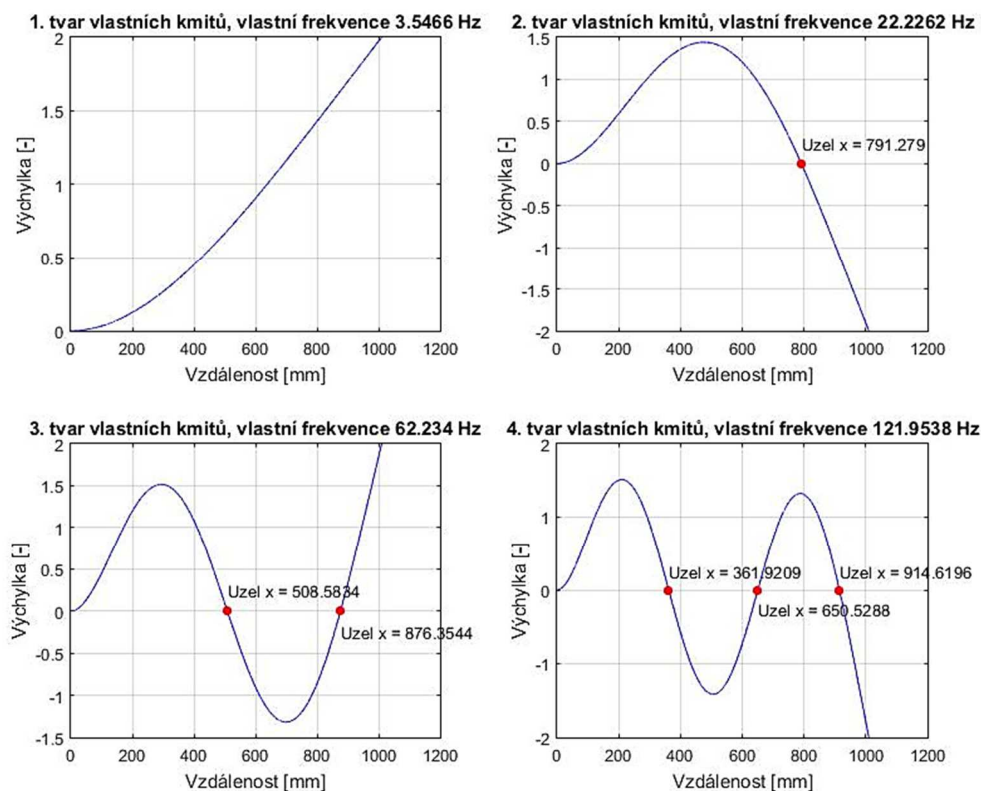 1. tvar vlastních kmitů, vlastní frekvence 3.5466 Hz
2
1.5
1
0.5
0
Výchylka [-]
0 200 400 600 800 1000 1200
Vzdálenost [mm]
2. tvar vlastních kmitů, vlastní frekvence 22.2262 Hz
1.5
1
0.5
0
-0.5
-1
-1.5
-2
Výchylka [-]
Uzel x = 791.279
0 200 400 600 800 1000 1200
Vzdálenost [mm]
3. tvar vlastních kmitů, vlastní frekvence 62.234 Hz
2
1.5
1
0.5
0
-0.5
-1
-1.5
Výchylka [-]
Uzel x = 508.5834
Uzel x = 876.3544
0 200 400 600 800 1000 1200
Vzdálenost [mm]
4. tvar vlastních kmitů, vlastní frekvence 121.9538 Hz
2
1
0
-1
-2
Výchylka [-]
Uzel x = 361.9209
Uzel x = 914.6196
Uzel x = 650.5288
0 200 400 600 800 1000 1200
Vzdálenost [mm]